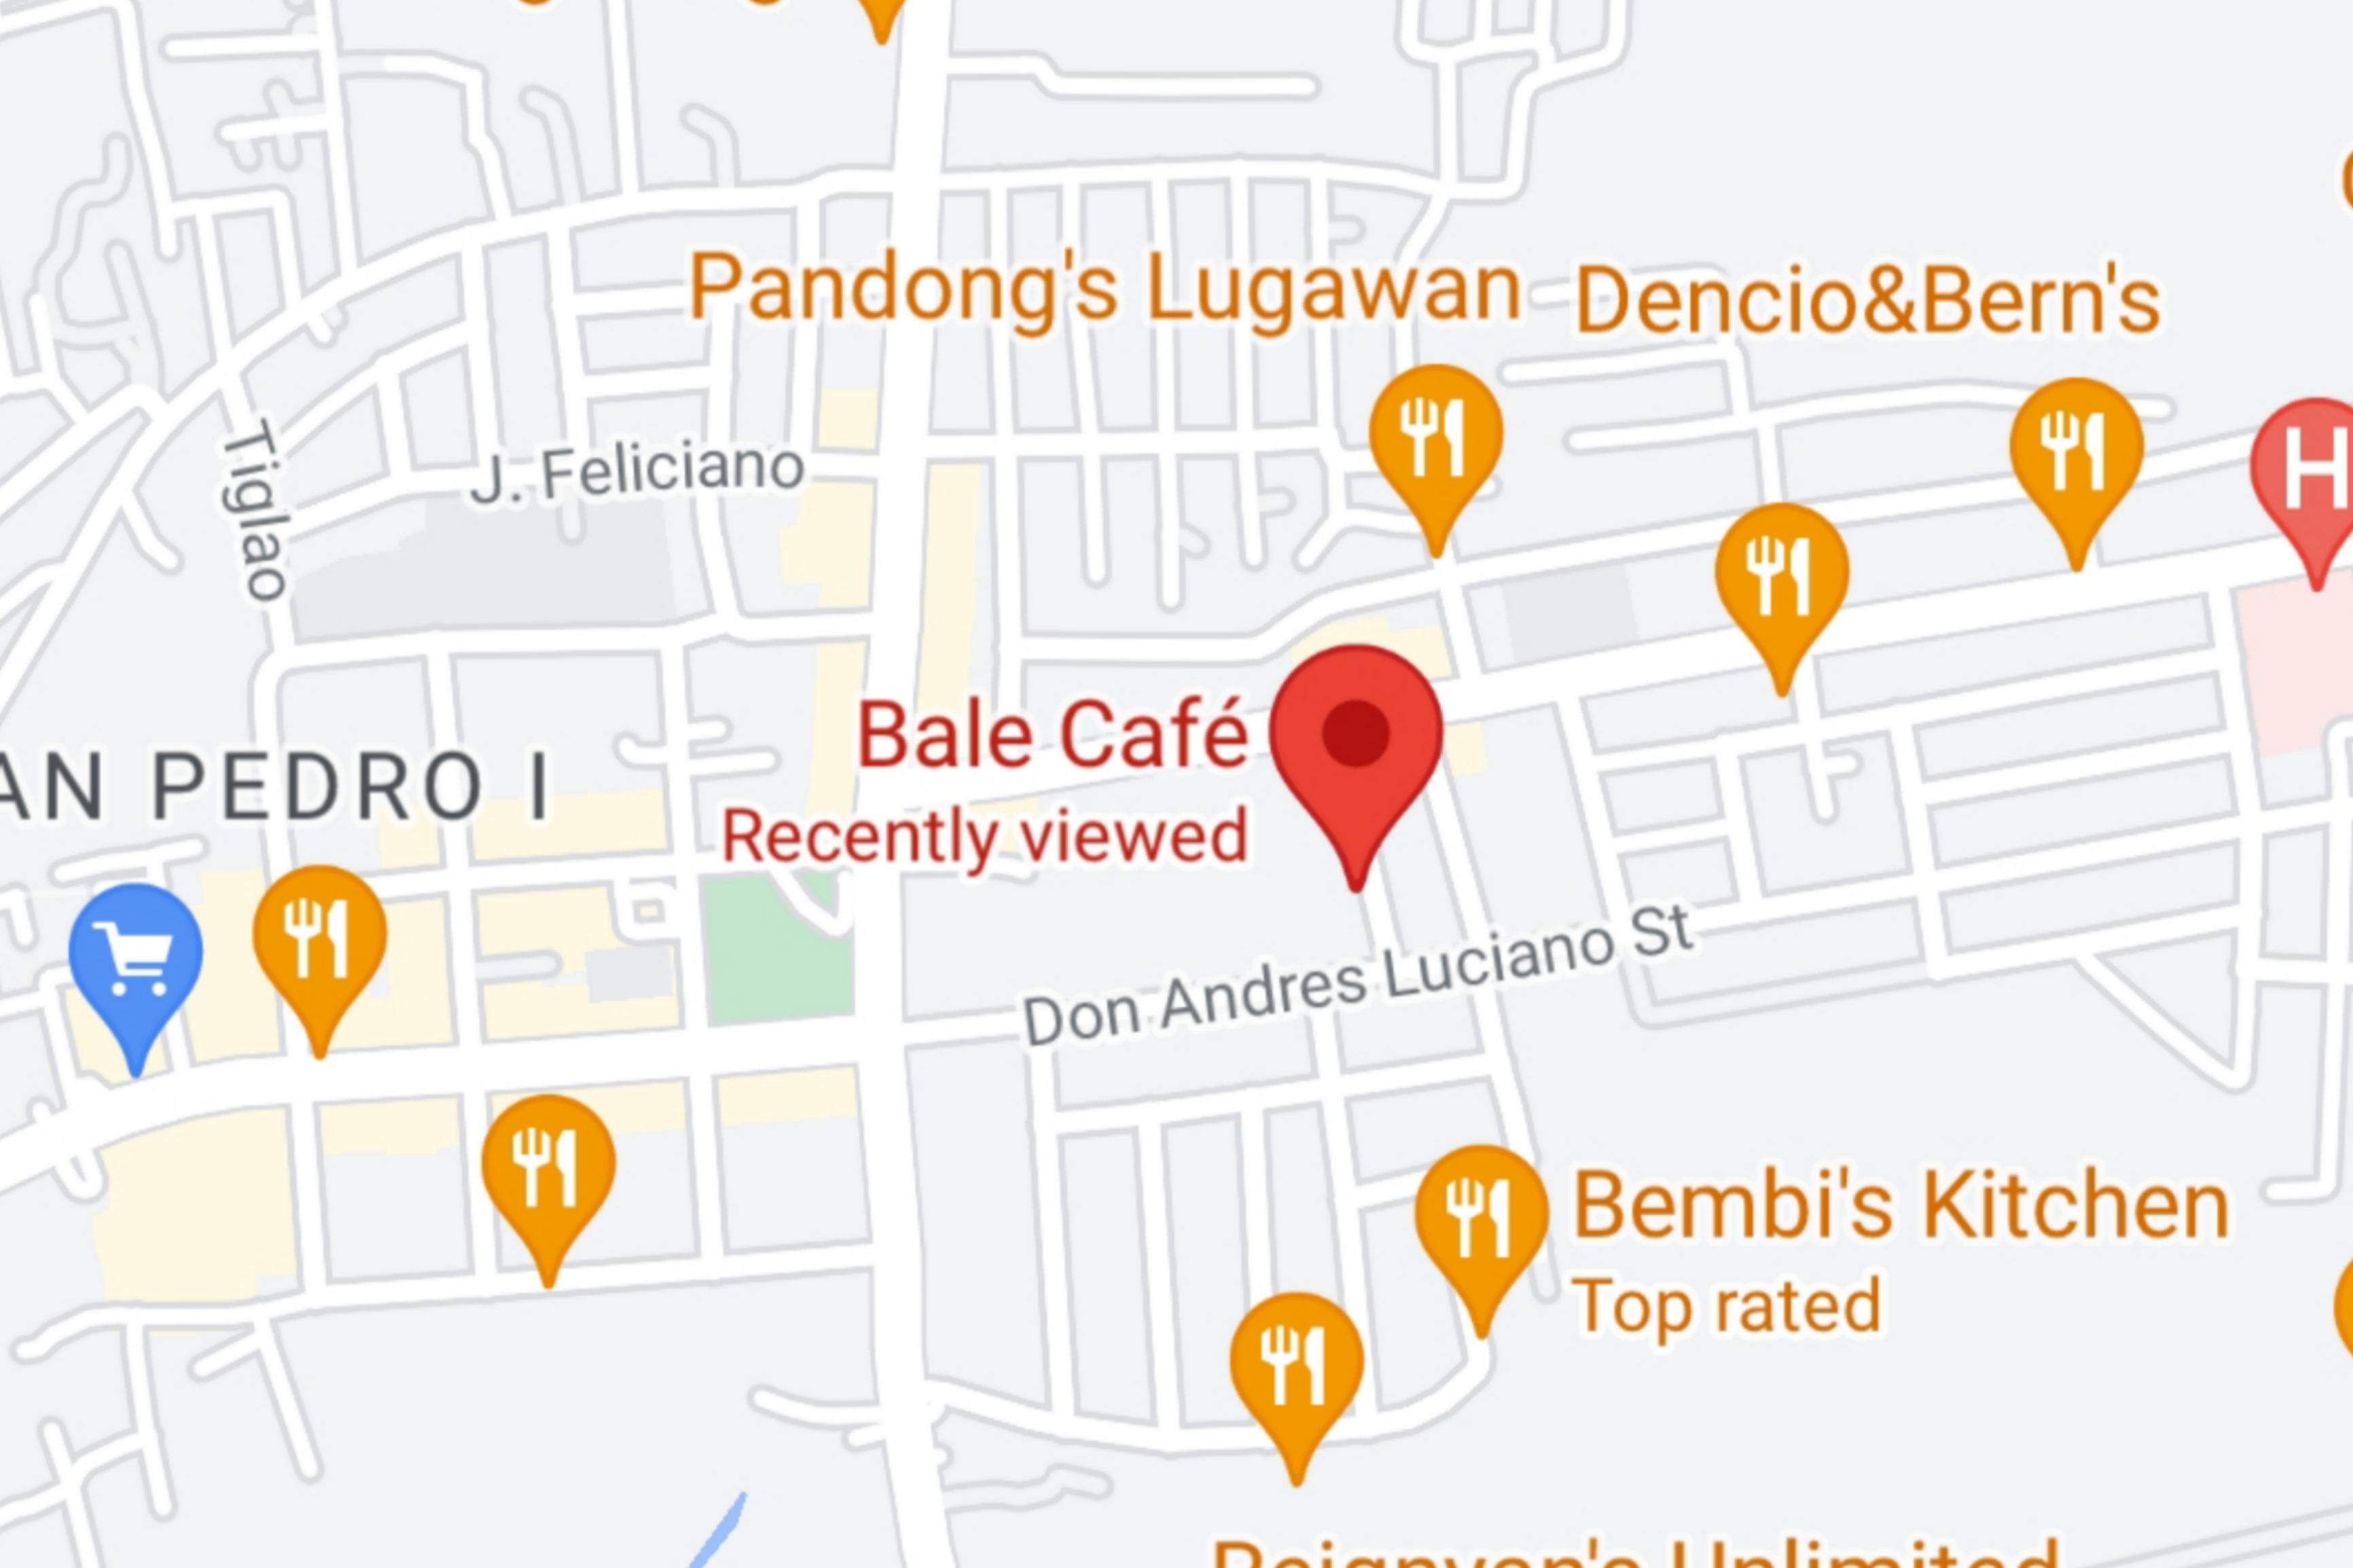 Pandong's Lugawan
Dencio&Bern's
J. Feliciano
Tiglao
H
Bale Café
Recently viewed
AN PEDRO I
Don Andres Luciano St
Bembi's Kitchen
Top rated
Unlimited